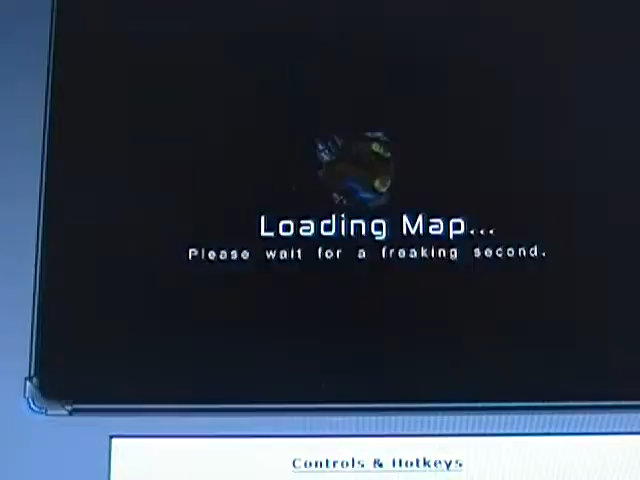 Loading Map...
Please wait for a freaking second.
Controls & Hotkeys